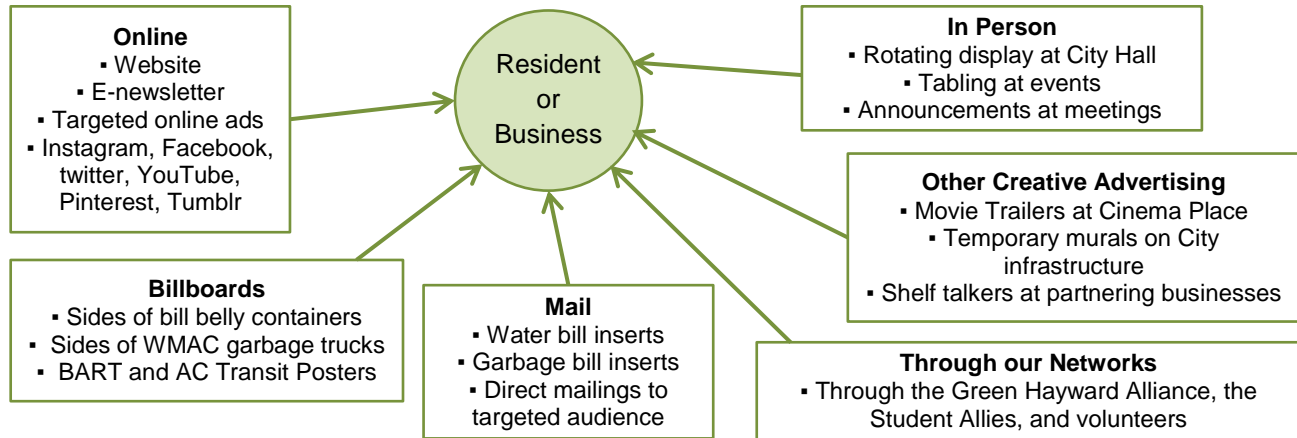 Online
▪ Website
▪ E-newsletter
▪ Targeted online ads
▪ Instagram, Facebook,
twitter, YouTube,
Pinterest, Tumblr
Resident
or
Business
In Person
▪ Rotating display at City Hall
▪ Tabling at events
▪ Announcements at meetings
Other Creative Advertising
▪ Movie Trailers at Cinema Place
▪ Temporary murals on City
infrastructure
▪ Shelf talkers at partnering businesses
Billboards
▪ Sides of bill belly containers
▪ Sides of WMAC garbage trucks
▪ BART and AC Transit Posters
Mail
▪ Water bill inserts
▪ Garbage bill inserts
▪ Direct mailings to
targeted audience
Through our Networks
▪ Through the Green Hayward Alliance, the
Student Allies, and volunteers